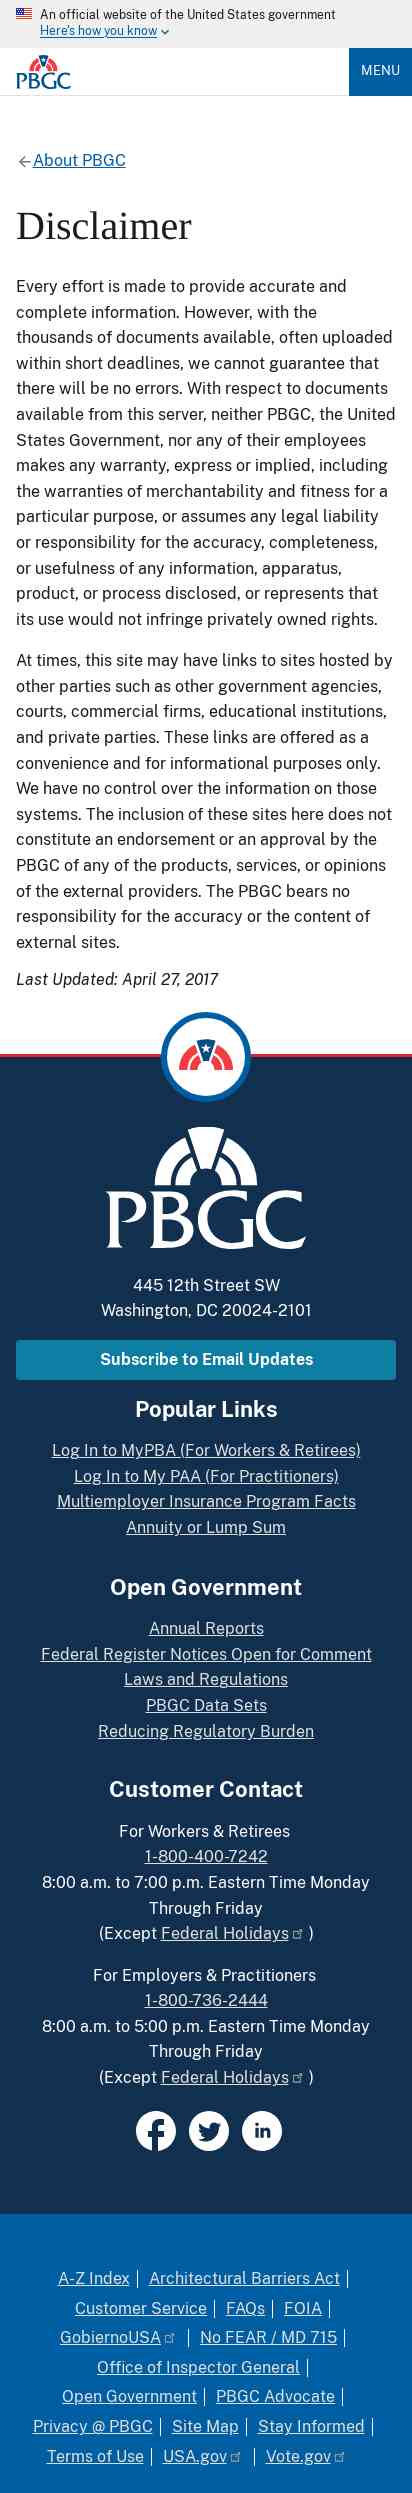 An official website of the United States government
Here's how you know
PBGC
MENU
About PBGC
Disclaimer
Every effort is made to provide accurate and
complete information. However, with the
thousands of documents available, often uploaded
within short deadlines, we cannot guarantee that
there will be no errors. With respect to documents
available from this server, neither PBGC, the United
States Government, nor any of their employees
makes any warranty, express or implied, including
the warranties of merchantability and fitness for a
particular purpose, or assumes any legal liability
or responsibility for the accuracy, completeness,
or usefulness of any information, apparatus,
product, or process disclosed, or represents that
its use would not infringe privately owned rights.
At times, this site may have links to sites hosted by
other parties such as other government agencies,
courts, commercial firms, educational institutions,
and private parties. These links are offered as a
convenience and for informational purposes only.
We have no control over the information on those
systems. The inclusion of these sites here does not
constitute an endorsement or an approval by the
PBGC of any of the products, services, or opinions
of the external providers. The PBGC bears no
responsibility for the accuracy or the content of
external sites.
Last Updated: April 27, 2017
PBGC
445 12th Street SW
Washington, DC 20024-2101
Subscribe to Email Updates
Popular Links
Log In to MyPBA (For Workers & Retirees)
Log In to My PAA (For Practitioners)
Multiemployer Insurance Program Facts
Annuity or Lump Sum
Open Government
Annual Reports
Federal Register Notices Open for Comment
Laws and Regulations
PBGC Data Sets
Reducing Regulatory Burden
Customer Contact
For Workers & Retirees
1-800-400-7242
8:00 a.m. to 7:00 p.m. Eastern Time Monday
Through Friday
(Except Federal Holidays )
For Employers & Practitioners
1-800-736-2444
8:00 a.m. to 5:00 p.m. Eastern Time Monday
Through Friday
(Except Federal Holidays )
A-Z Index | Architectural Barriers Act |
Customer Service | FAQs | FOIA |
GobiernoUSA | No FEAR / MD 715 |
Office of Inspector General |
Open Government | PBGC Advocate |
Privacy @ PBGC | Site Map | Stay Informed |
Terms of Use | USA.gov | Vote.gov